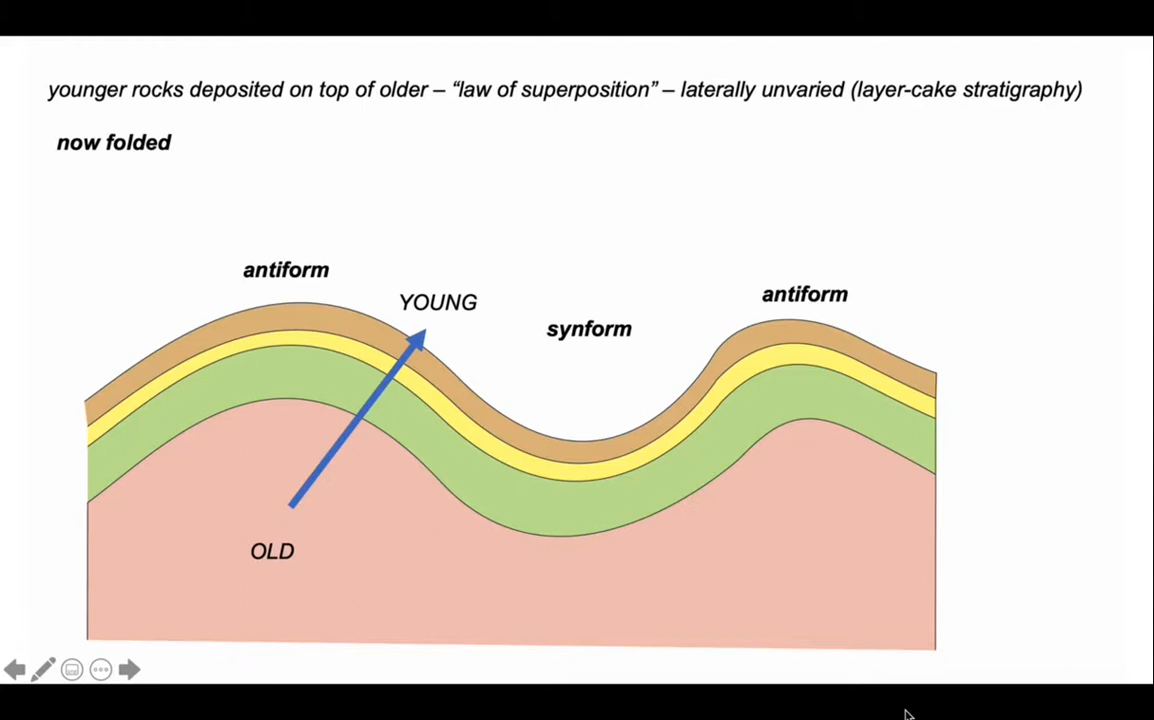 younger rocks deposited on top of older – “law of superposition” – laterally unvaried (layer-cake stratigraphy)
now folded
antiform
YOUNG
antiform
synform
OLD